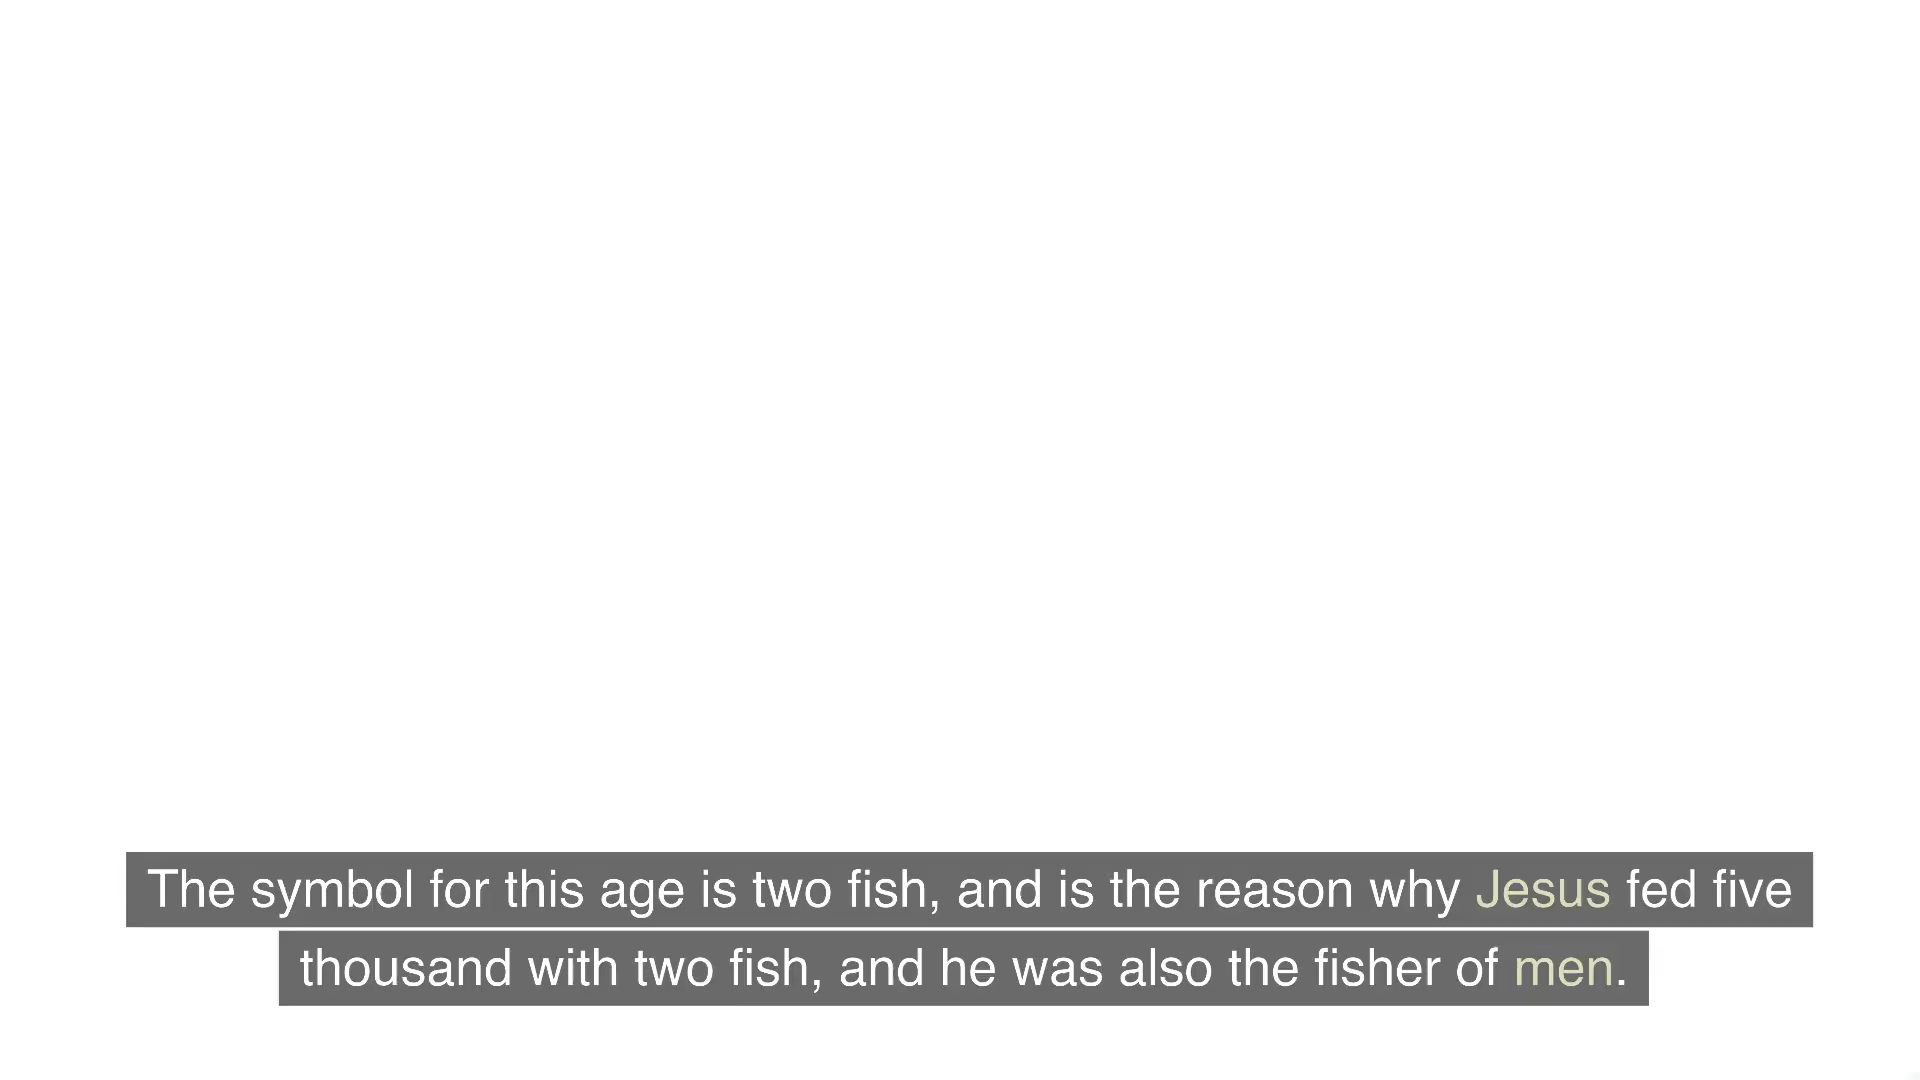 The symbol for this age is two fish, and is the reason why Jesus fed five
thousand with two fish, and he was also the fisher of men.